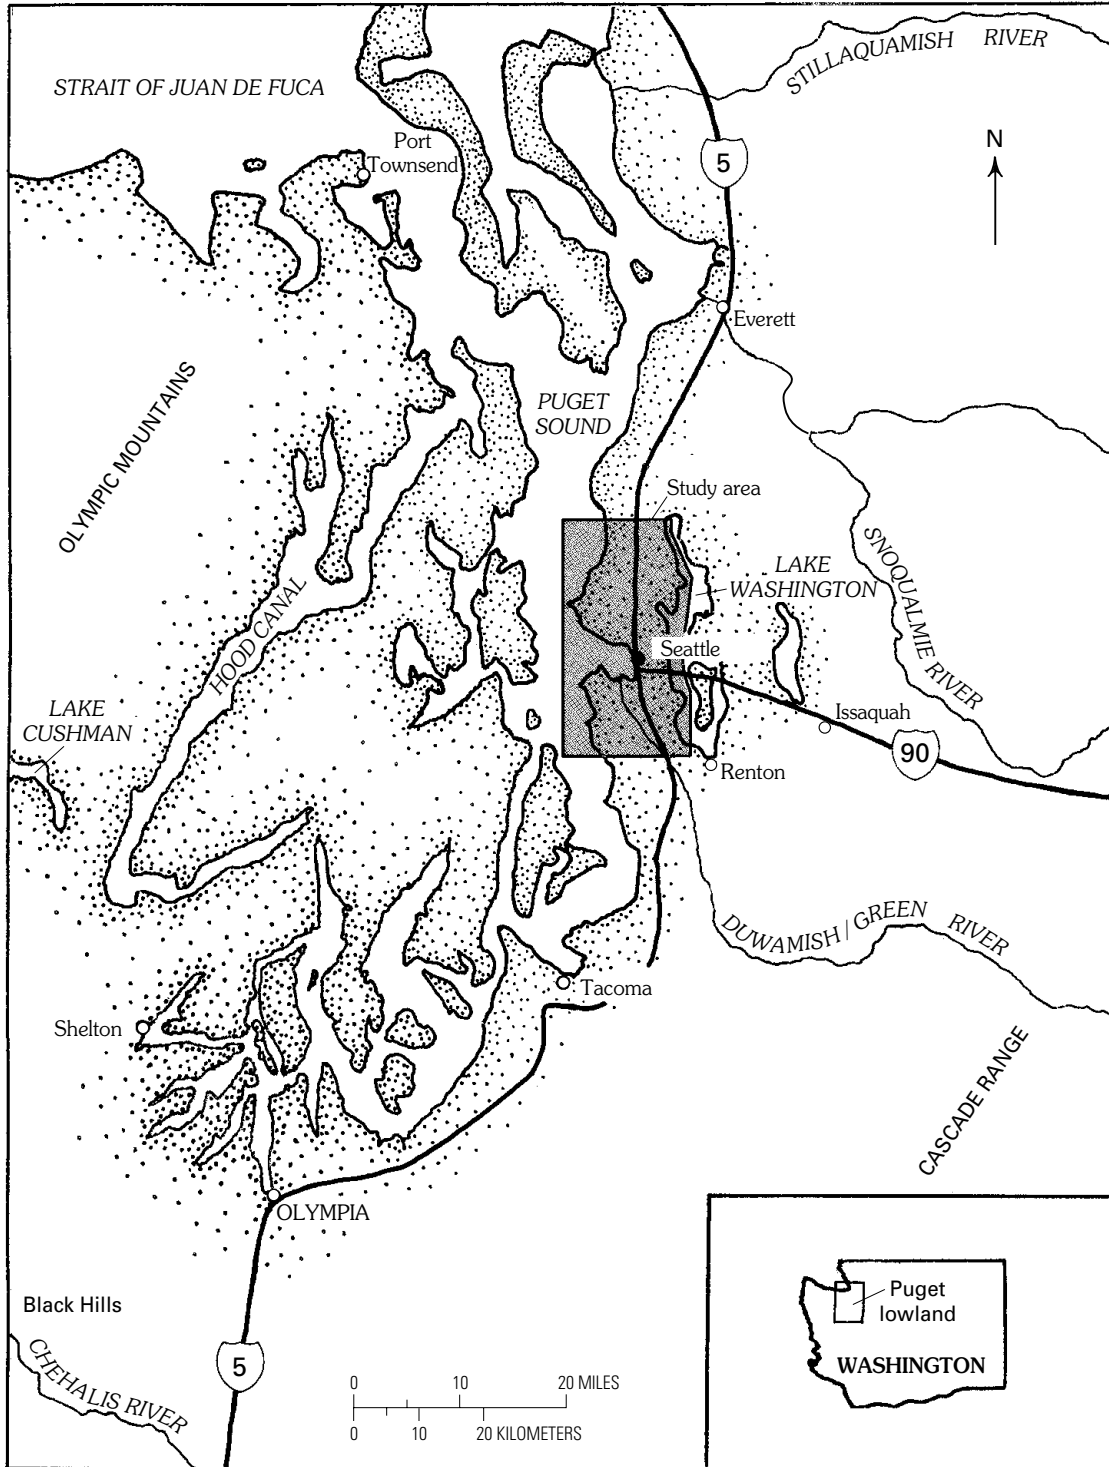 STILLAQUAMISH RIVER
STRAIT OF JUAN DE FUCA
N
Port
Townsend
5
Everett
OLYMPIC MOUNTAINS
PUGET
SOUND
Study area
LAKE
WASHINGTON
SNOQUALMIE RIVER
HOOD CANAL
Seattle
LAKE
CUSHMAN
Issaquah
90
Renton
DUWAMISH / GREEN RIVER
Tacoma
Shelton
CASCADE RANGE
OLYMPIA
Black Hills
Puget
lowland
WASHINGTON
CHEHALIS RIVER
5
0 10 20 MILES
0 10 20 KILOMETERS